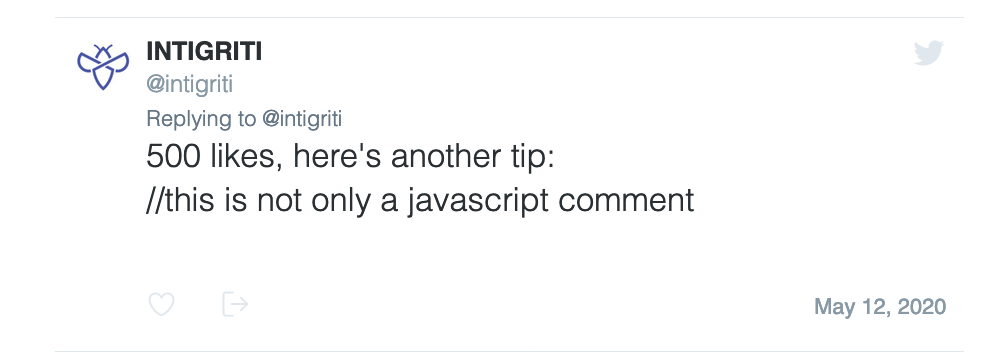 INTIGRITI
@intigriti
Replying to @intigriti
500 likes, here's another tip:
//this is not only a javascript comment
May 12, 2020